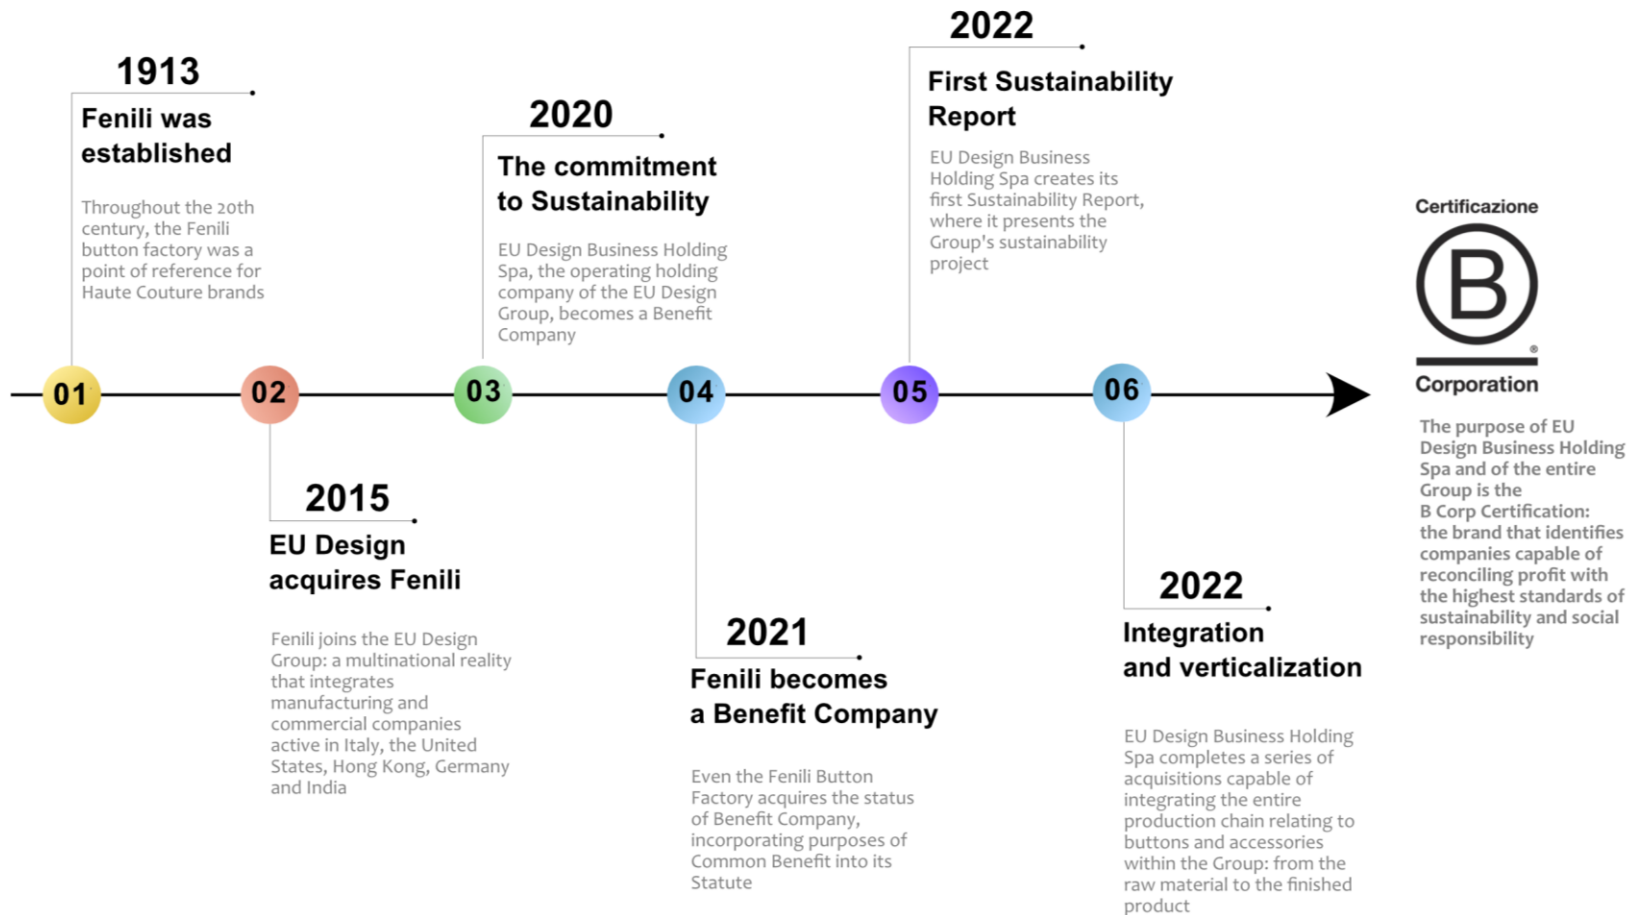 1913
Fenili was
established
Throughout the 20th
century, the Fenili
button factory was a
point of reference for
Haute Couture brands
01
02
2015
EU Design
acquires Fenili
Fenili joins the EU Design
Group: a multinational reality
that integrates
manufacturing and
commercial companies
active in Italy, the United
States, Hong Kong, Germany
and India
2020
The commitment
to Sustainability
EU Design Business Holding
Spa, the operating holding
company of the EU Design
Group, becomes a Benefit
Company
03
04
2021
Fenili becomes
a Benefit Company
Even the Fenili Button
Factory acquires the status
of Benefit Company,
incorporating purposes of
Common Benefit into its
Statute
2022
First Sustainability
Report
EU Design Business
Holding Spa creates its
first Sustainability Report,
where it presents the
Group's sustainability
project
05
06
2022
Integration
and verticalization
EU Design Business Holding
Spa completes a series of
acquisitions capable of
integrating the entire
production chain relating to
buttons and accessories
within the Group: from the
raw material to the finished
product
Certificazione
B
®
Corporation
The purpose of EU
Design Business Holding
Spa and of the entire
Group is the
B Corp Certification:
the brand that identifies
companies capable of
reconciling profit with
the highest standards of
sustainability and social
responsibility